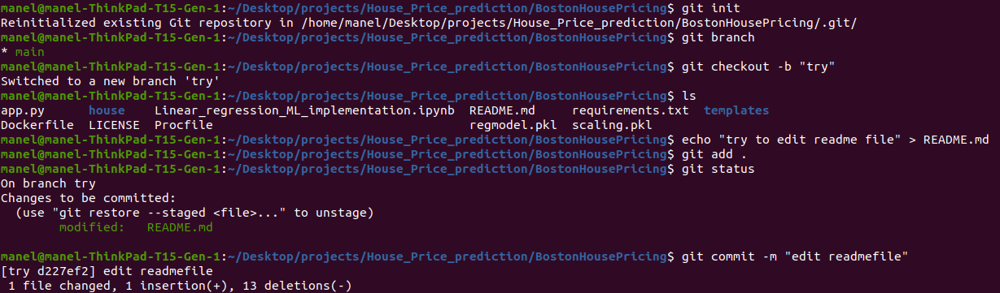 manel@manel-ThinkPad-T15-Gen-1:~/Desktop/projects/House_Price_prediction/BostonHousePricing$ git init
Reinitialized existing Git repository in /home/manel/Desktop/projects/House_Price_prediction/BostonHousePricing/.git/
manel@manel-ThinkPad-T15-Gen-1:~/Desktop/projects/House_Price_prediction/BostonHousePricing$ git branch
* main
manel@manel-ThinkPad-T15-Gen-1:~/Desktop/projects/House_Price_prediction/BostonHousePricing$ git checkout -b "try"
Switched to a new branch 'try'
manel@manel-ThinkPad-T15-Gen-1:~/Desktop/projects/House_Price_prediction/BostonHousePricing$ ls
app.py      house    Linear_regression_ML_implementation.ipynb  README.md     requirements.txt  templates
Dockerfile  LICENSE  Procfile                                   regmodel.pkl  scaling.pkl
manel@manel-ThinkPad-T15-Gen-1:~/Desktop/projects/House_Price_prediction/BostonHousePricing$ echo "try to edit readme file" > README.md
manel@manel-ThinkPad-T15-Gen-1:~/Desktop/projects/House_Price_prediction/BostonHousePricing$ git add .
manel@manel-ThinkPad-T15-Gen-1:~/Desktop/projects/House_Price_prediction/BostonHousePricing$ git status
On branch try
Changes to be committed:
  (use "git restore --staged <file>..." to unstage)
        modified:   README.md
manel@manel-ThinkPad-T15-Gen-1:~/Desktop/projects/House_Price_prediction/BostonHousePricing$ git commit -m "edit readmefile"
[try d227ef2] edit readmefile
 1 file changed, 1 insertion(+), 13 deletions(-)